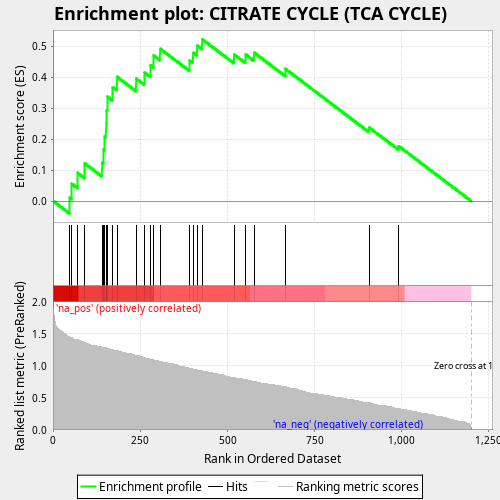 Enrichment plot: CITRATE CYCLE (TCA CYCLE)
Enrichment score (ES)
0.5
0.4
0.3
0.2
0.1
0.0
'na_pos' (positively correlated)
Ranked list metric (PreRanked)
2.0
1.5
1.0
0.5
0.0
Zero cross at 1
'na_neg' (negatively correlated)
0 250 500 750 1,000 1,250
Rank in Ordered Dataset
Enrichment profile Hits Ranking metric scores